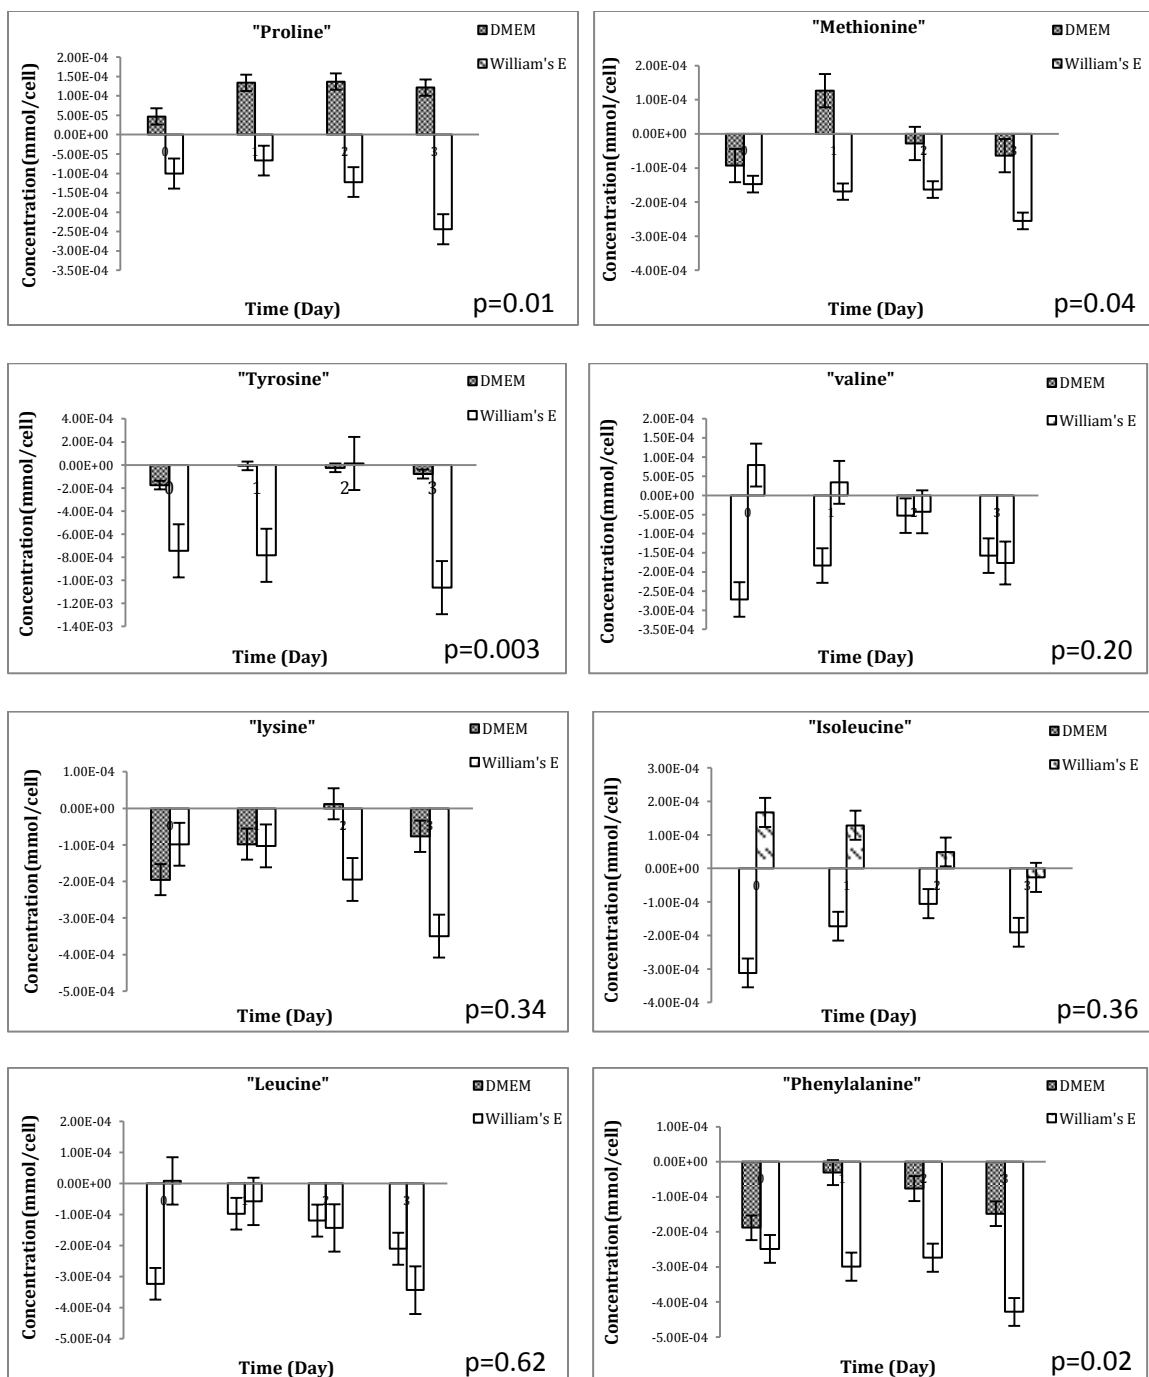 "Proline"
DMEM
William's E
Concentration(mmol/cell)
2.00E-04
1.50E-04
1.00E-04
5.00E-05
0.00E+00
-5.00E-05
-1.00E-04
-1.50E-04
-2.00E-04
-2.50E-04
-3.00E-04
-3.50E-04
0 1 2 3
Time (Day)
p=0.01
"Methionine"
DMEM
William's E
Concentration(mmol/cell)
2.00E-04
1.00E-04
0.00E+00
-1.00E-04
-2.00E-04
-3.00E-04
-4.00E-04
0 1 2 3
Time (Day)
p=0.04
"Tyrosine"
DMEM
William's E
Concentration(mmol/cell)
4.00E-04
2.00E-04
0.00E+00
-2.00E-04
-4.00E-04
-6.00E-04
-8.00E-04
-1.00E-03
-1.20E-03
-1.40E-03
0 1 2 3
Time (Day)
p=0.003
"valine"
DMEM
William's E
Concentration(mmol/cell)
2.00E-04
1.50E-04
1.00E-04
5.00E-05
0.00E+00
-5.00E-05
-1.00E-04
-1.50E-04
-2.00E-04
-2.50E-04
-3.00E-04
-3.50E-04
0 1 2 3
Time (Day)
p=0.20
"lysine"
DMEM
William's E
Concentration(mmol/cell)
1.00E-04
0.00E+00
-1.00E-04
-2.00E-04
-3.00E-04
-4.00E-04
-5.00E-04
0 2 3
Time (Day)
p=0.34
"Isoleucine"
DMEM
William's E
Concentration(mmol/cell)
3.00E-04
2.00E-04
1.00E-04
0.00E+00
-1.00E-04
-2.00E-04
-3.00E-04
-4.00E-04
0 1 2 3
Time (Day)
p=0.36
"Leucine"
DMEM
William's E
Concentration(mmol/cell)
2.00E-04
1.00E-04
0.00E+00
-1.00E-04
-2.00E-04
-3.00E-04
-4.00E-04
-5.00E-04
0 1 2 3
Time (Day)
p=0.62
"Phenylalanine"
DMEM
William's E
Concentration(mmol/cell)
1.00E-04
0.00E+00
-1.00E-04
-2.00E-04
-3.00E-04
-4.00E-04
-5.00E-04
0 1 2 3
Time (Day)
p=0.02